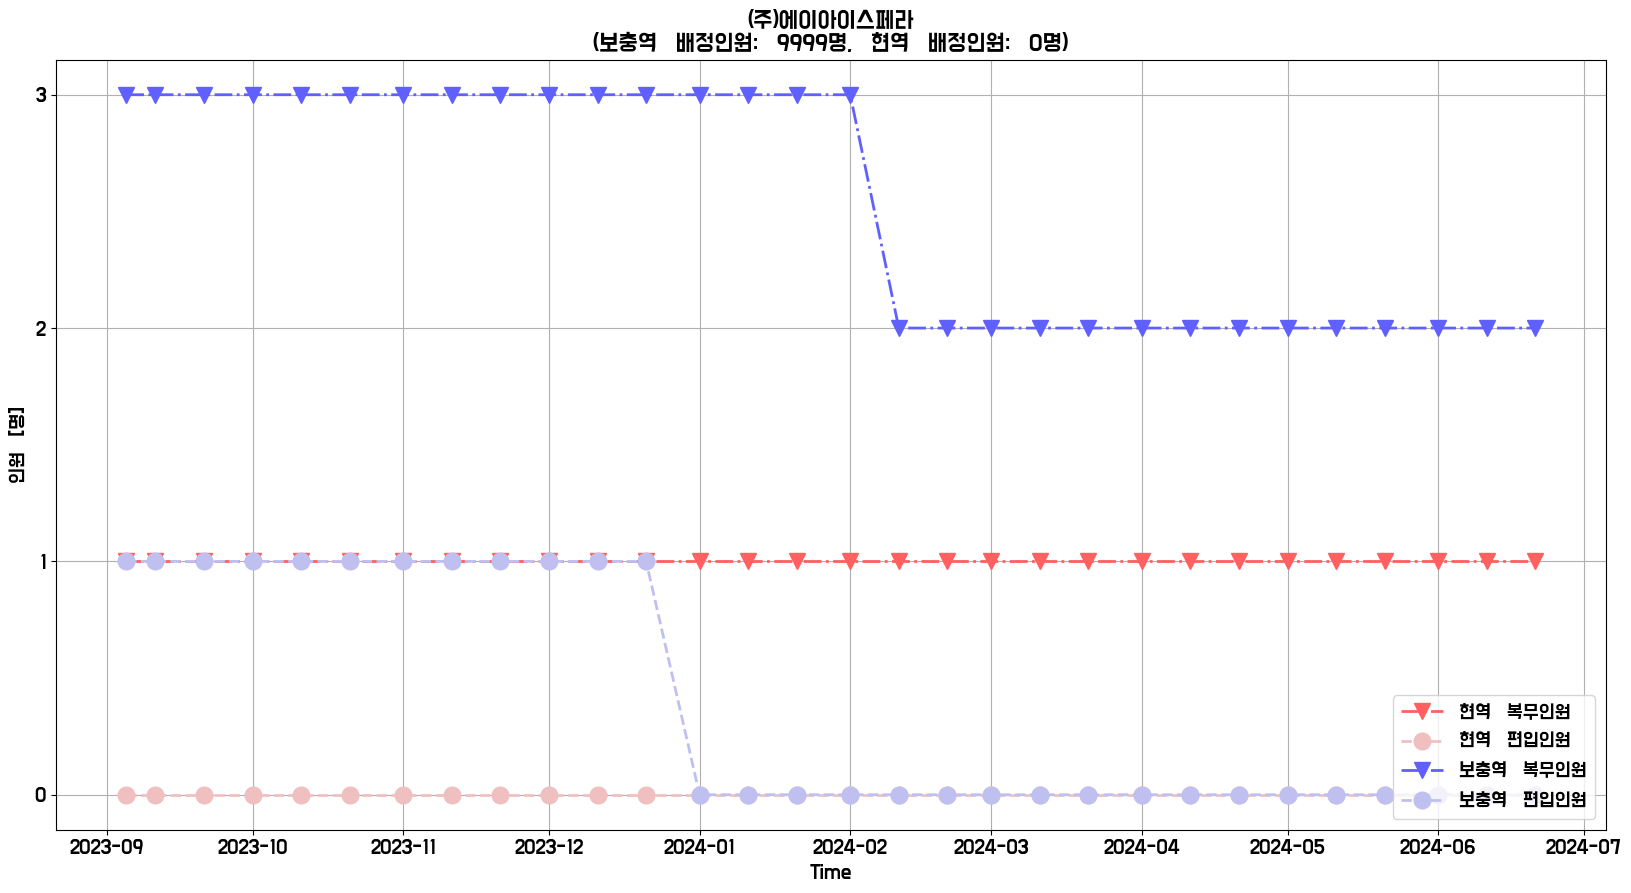 (주)에이아이스페라
(보충역 배정인원: 9999명, 현역 배정인원: 0명)
3
2
1
0
인원 [명]
현역 복무인원
현역 편입인원
보충역 복무인원
보충역 편입인원
2023-09 2023-10 2023-11 2023-12 2024-01 2024-02 2024-03 2024-04 2024-05 2024-06 2024-07
Time